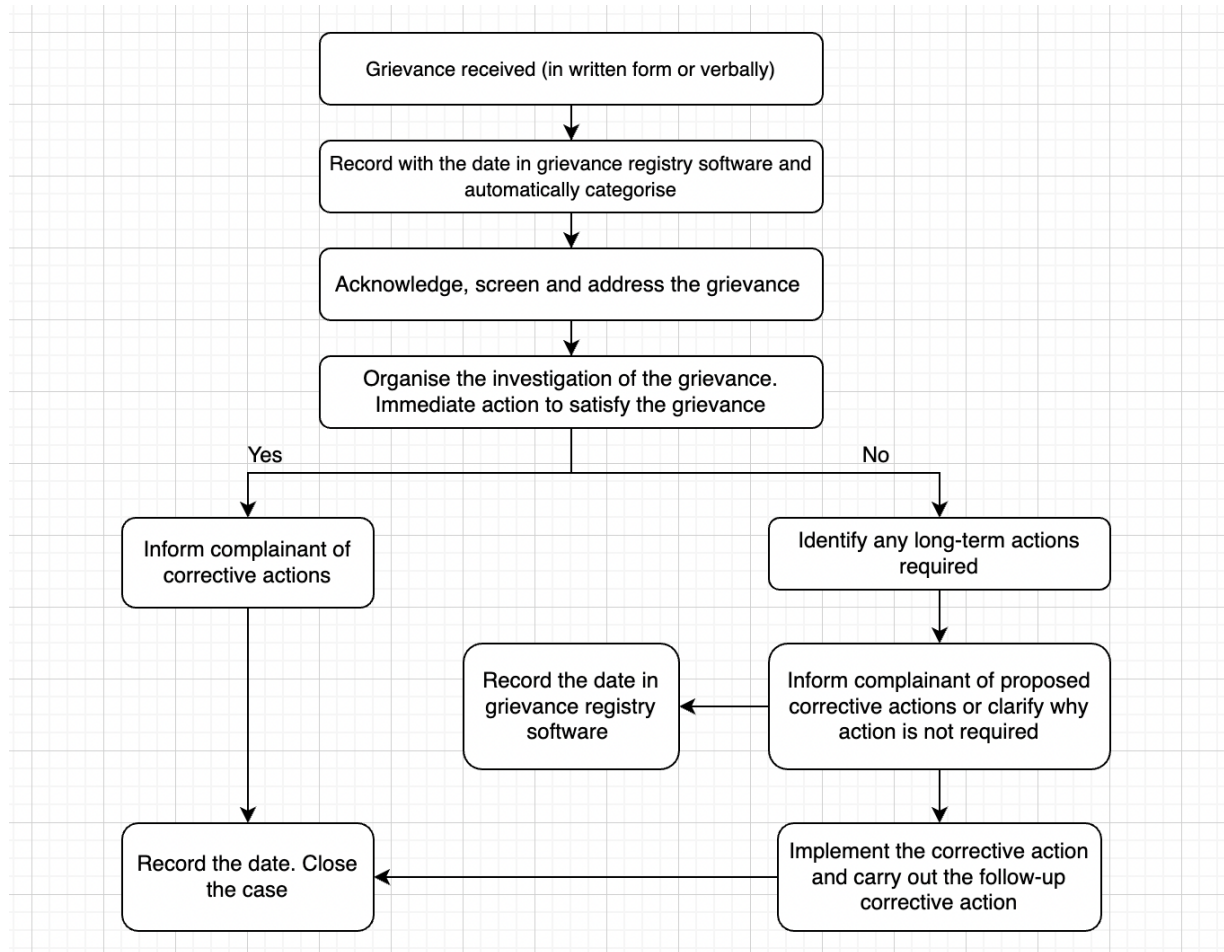 Grievance received (in written form or verbally)
Record with the date in grievance registry software and
automatically categorise
Acknowledge, screen and address the grievance
Organise the investigation of the grievance.
Immediate action to satisfy the grievance
Yes
No
Inform complainant of
corrective actions
Identify any long-term actions
required
Record the date in
grievance registry
software
Inform complainant of proposed
corrective actions or clarify why
action is not required
Record the date. Close
the case
Implement the corrective action
and carry out the follow-up
corrective action